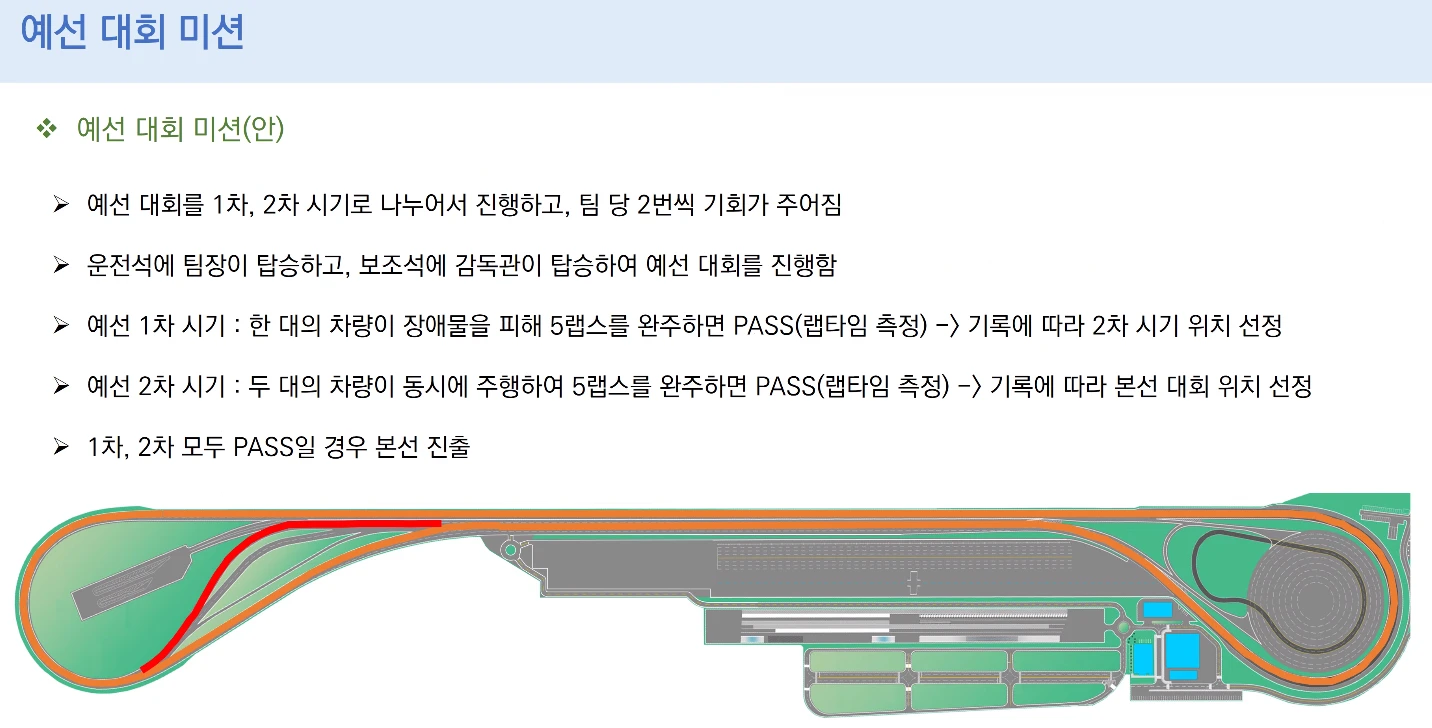 예선 대회 미션
예선 대회 미션(안)
예선 대회를 1차, 2차 시기로 나누어서 진행하고, 팀 당 2번씩 기회가 주어짐
운전석에 팀장이 탑승하고, 보조석에 감독관이 탑승하여 예선 대회를 진행함
예선 1차 시기 : 한 대의 차량이 장애물을 피해 5랩스를 완주하면 PASS(랩타임 측정) -> 기록에 따라 2차 시기 위치 선정
예선 2차 시기 : 두 대의 차량이 동시에 주행하여 5랩스를 완주하면 PASS(랩타임 측정) -> 기록에 따라 본선 대회 위치 선정
1차, 2차 모두 PASS일 경우 본선 진출